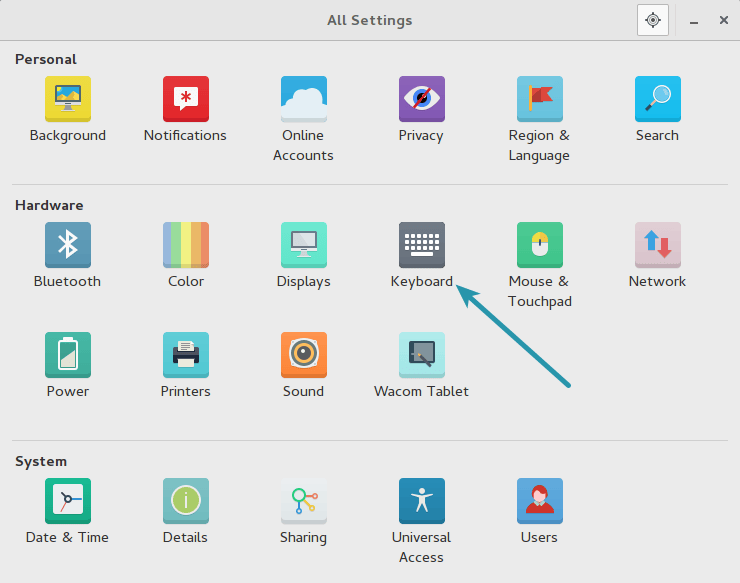 All Settings
Personal
Background
Notifications
Online
Accounts
Privacy
Region &
Language
Search
Hardware
Bluetooth
Color
Displays
Keyboard
Mouse &
Touchpad
Network
Power
Printers
Sound
Wacom Tablet
System
Date & Time
Details
Sharing
Universal
Access
Users